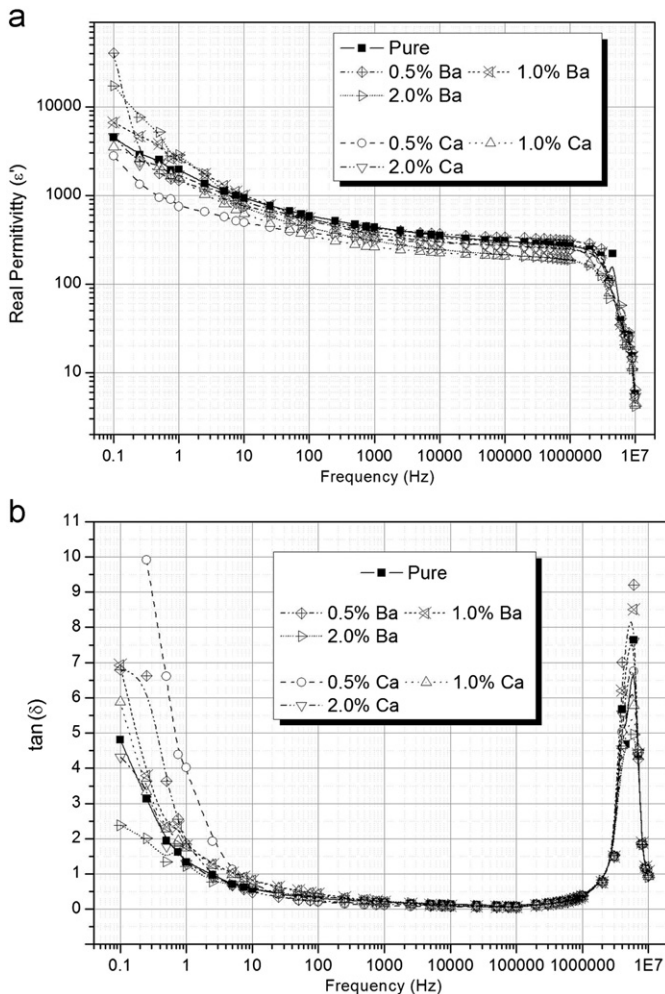 a
Real Permitivity (ε')
10000
1000
100
10
Pure
0.5% Ba 1.0% Ba
2.0% Ba
0.5% Ca 1.0% Ca
2.0% Ca
0.1 1 10 100 1000 10000 100000 1000000 1E7
Frequency (Hz)
b
tan (δ)
11
10
9
8
7
6
5
4
3
2
1
0
Pure
0.5% Ba 1.0% Ba
2.0% Ba
0.5% Ca 1.0% Ca
2.0% Ca
0.1 1 10 100 1000 10000 100000 1000000 1E7
Frequency (Hz)